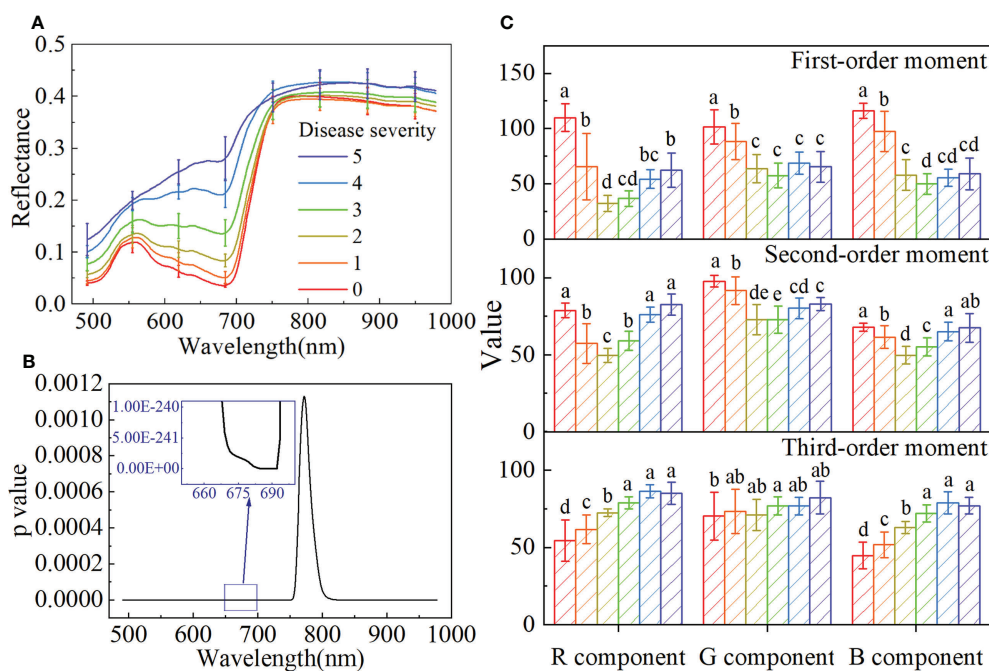 A
0.5
0.4
0.3
0.2
0.1
0.0
Reflectance
Disease severity
5
4
3
2
1
0
500 600 700 800 900 1000
Wavelength(nm)
B
0.0012
0.0010
0.0008
0.0006
0.0004
0.0002
0.0000
p value
1.00E-240
5.00E-241
0.00E+00
660 675 690
500 600 700 800 900 1000
Wavelength(nm)
C
Value
First-order moment
150
100
50
0
a b d cd bc b
a b c c c c
a b c d cd cd
Second-order moment
100
50
0
a b c b a a
a b de e cd c
a b d c a ab
Third-order moment
100
50
0
d c b a a a
b ab b a ab ab
d c b a a a
R component G component B component